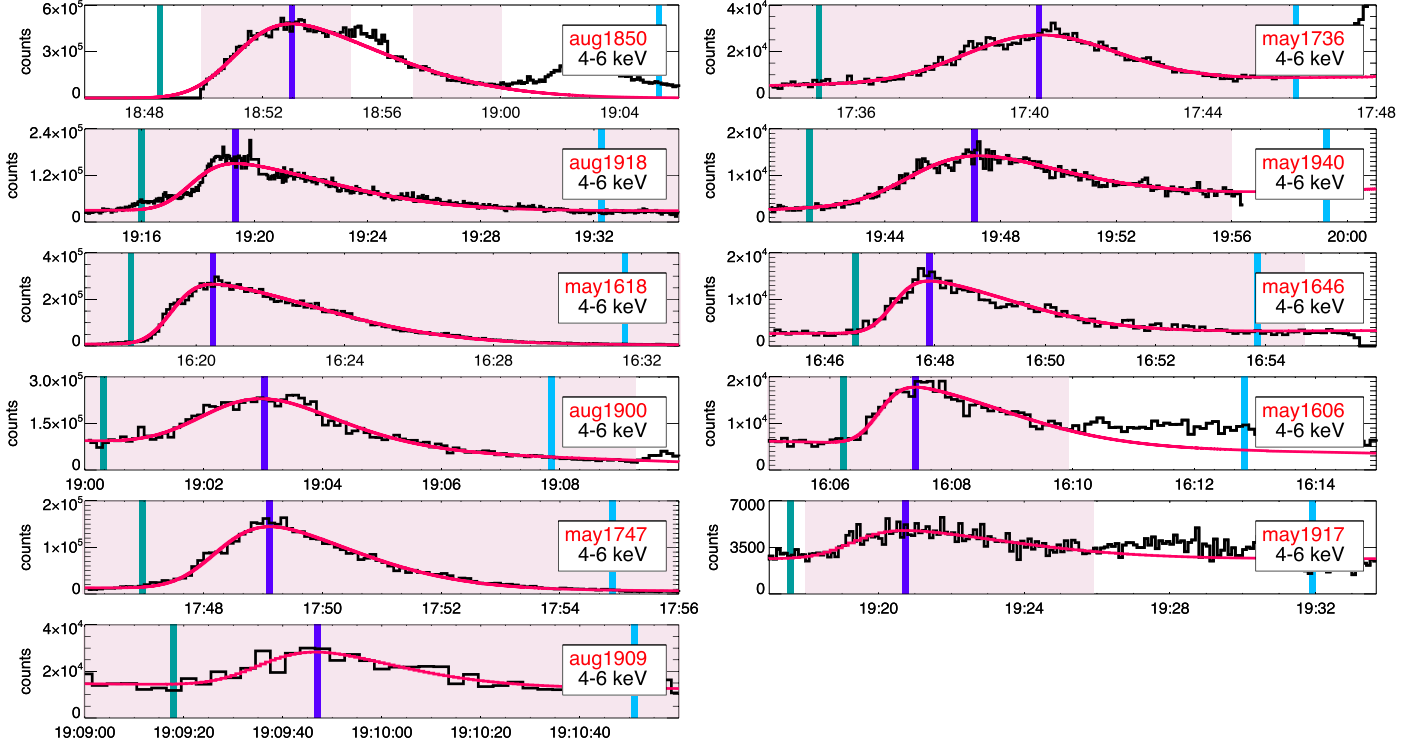 6×10⁵
3×10⁵
0
counts
aug1850
4-6 keV
18:48 18:52 18:56 19:00 19:04
4×10⁴
2×10⁴
0
counts
may1736
4-6 keV
17:36 17:40 17:44 17:48
2.4×10⁵
1.2×10⁵
0
counts
aug1918
4-6 keV
19:16 19:20 19:24 19:28 19:32
2×10⁴
1×10⁴
0
counts
may1940
4-6 keV
19:44 19:48 19:52 19:56 20:00
4×10⁵
2×10⁵
0
counts
may1618
4-6 keV
16:20 16:24 16:28 16:32
2×10⁴
1×10⁴
0
counts
may1646
4-6 keV
16:46 16:48 16:50 16:52 16:54
3.0×10⁵
1.5×10⁵
0
counts
aug1900
4-6 keV
19:00 19:02 19:04 19:06 19:08
2×10⁴
1×10⁴
0
counts
may1606
4-6 keV
16:06 16:08 16:10 16:12 16:14
2×10⁵
1×10⁵
0
counts
may1747
4-6 keV
17:48 17:50 17:52 17:54 17:56
7000
3500
0
counts
may1917
4-6 keV
19:20 19:24 19:28 19:32
4×10⁴
2×10⁴
0
counts
aug1909
4-6 keV
19:09:00 19:09:20 19:09:40 19:10:00 19:10:20 19:10:40